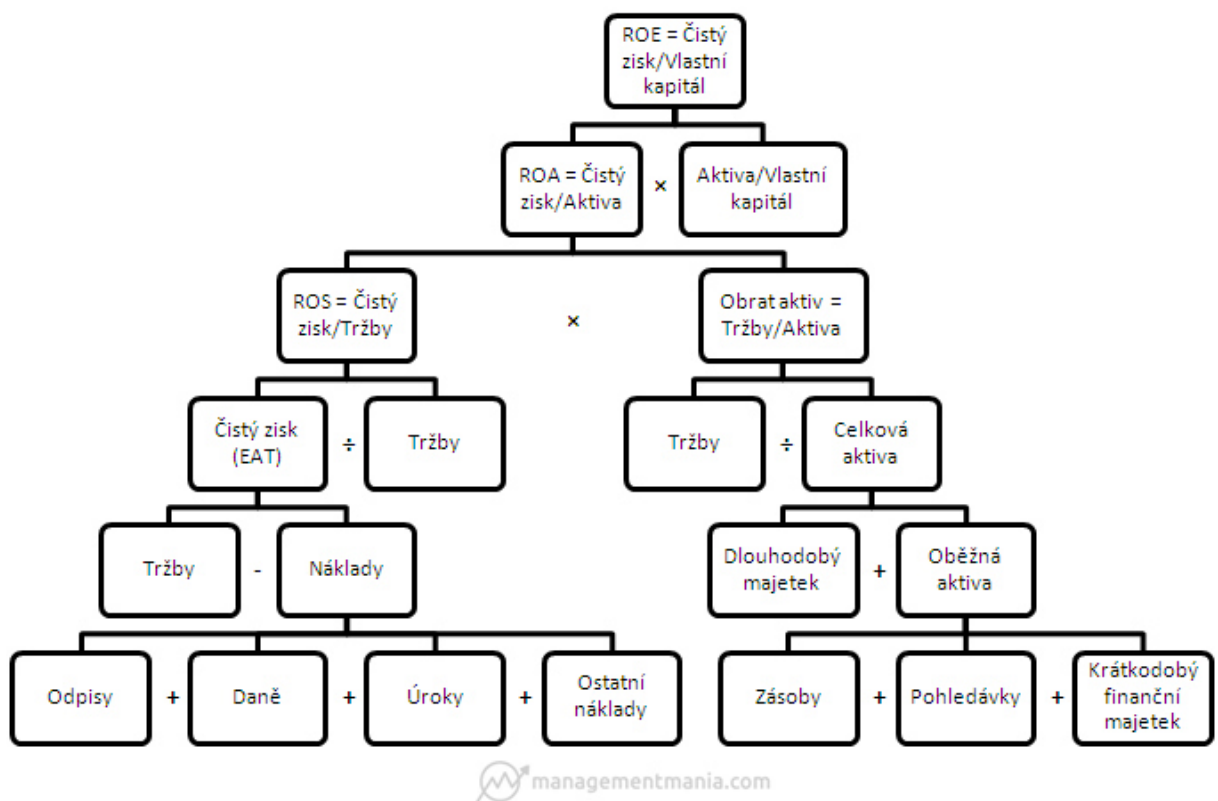 ROE = Čistý
zisk/Vlastní
kapitál
ROA = Čistý
zisk/Aktiva
×
Aktiva/Vlastní
kapitál
ROS = Čistý
zisk/Tržby
×
Obrat aktiv =
Tržby/Aktiva
Čistý zisk
(EAT)
÷
Tržby
Tržby
÷
Celková
aktiva
Tržby
-
Náklady
Dlouhodobý
majetek
+
Oběžná
aktiva
Odpisy
+
Daně
+
Úroky
+
Ostatní
náklady
Zásoby
+
Pohledávky
+
Krátkodobý
finanční
majetek
managementmania.com